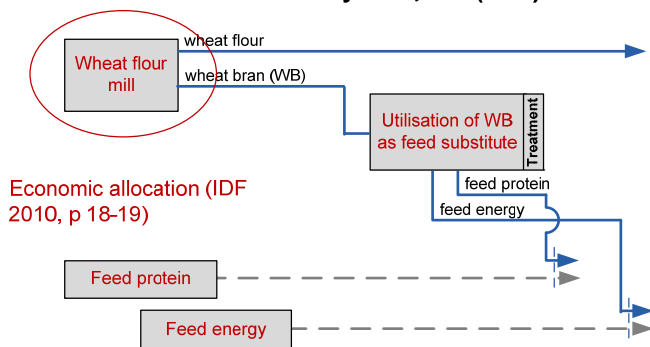 wheat flour
Wheat flour
mill
wheat bran (WB)
Utilisation of WB
as feed substitute
Treatment
feed protein
feed energy
Economic allocation (IDF
2010, p 18-19)
Feed protein
Feed energy